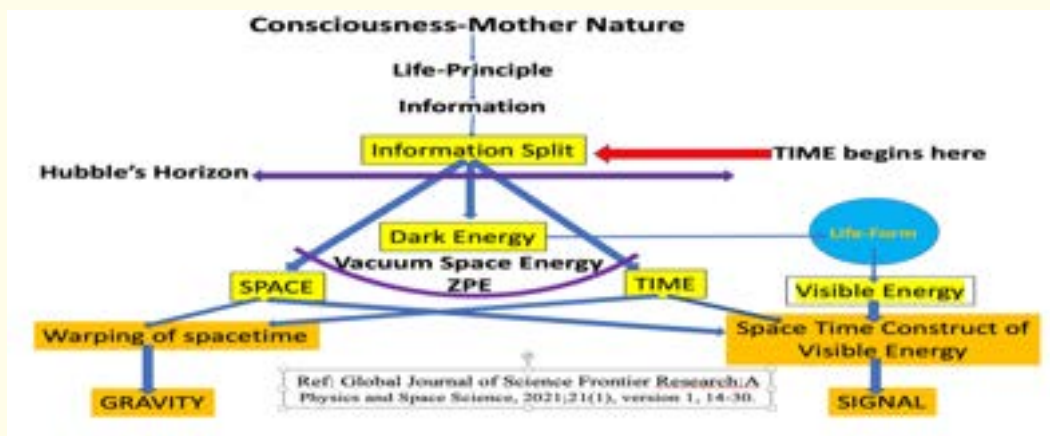 Consciousness-Mother Nature
Life-Principle
Information
Information Split
TIME begins here
Hubble's Horizon
Dark Energy
Life-Form
Vacuum Space Energy
ZPE
SPACE
TIME
Visible Energy
Warping of spacetime
Space Time Construct of
Visible Energy
Ref: Global Journal of Science Frontier Research:A
Physics and Space Science, 2021;21(1), version 1, 14-30.
GRAVITY
SIGNAL